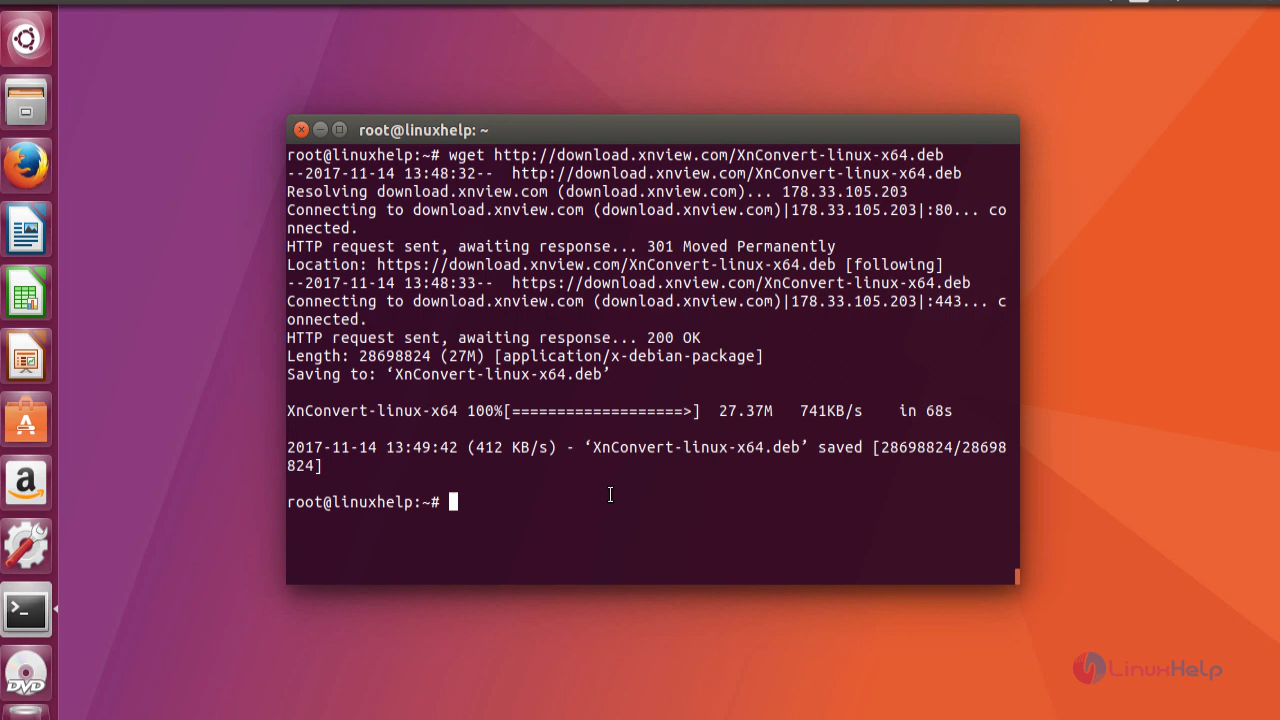 root@linuxhelp: ~
root@linuxhelp:~# wget http://download.xnview.com/XnConvert-linux-x64.deb
--2017-11-14 13:48:32--  http://download.xnview.com/XnConvert-linux-x64.deb
Resolving download.xnview.com (download.xnview.com)... 178.33.105.203
Connecting to download.xnview.com (download.xnview.com)|178.33.105.203|:80... co
nnected.
HTTP request sent, awaiting response... 301 Moved Permanently
Location: https://download.xnview.com/XnConvert-linux-x64.deb [following]
--2017-11-14 13:48:33--  https://download.xnview.com/XnConvert-linux-x64.deb
Connecting to download.xnview.com (download.xnview.com)|178.33.105.203|:443... c
onnected.
HTTP request sent, awaiting response... 200 OK
Length: 28698824 (27M) [application/x-debian-package]
Saving to: ‘XnConvert-linux-x64.deb’
XnConvert-linux-x64 100%[===================>]  27.37M   741KB/s    in 68s
2017-11-14 13:49:42 (412 KB/s) - ‘XnConvert-linux-x64.deb’ saved [28698824/28698
824]
root@linuxhelp:~#
DVD
LinuxHelp